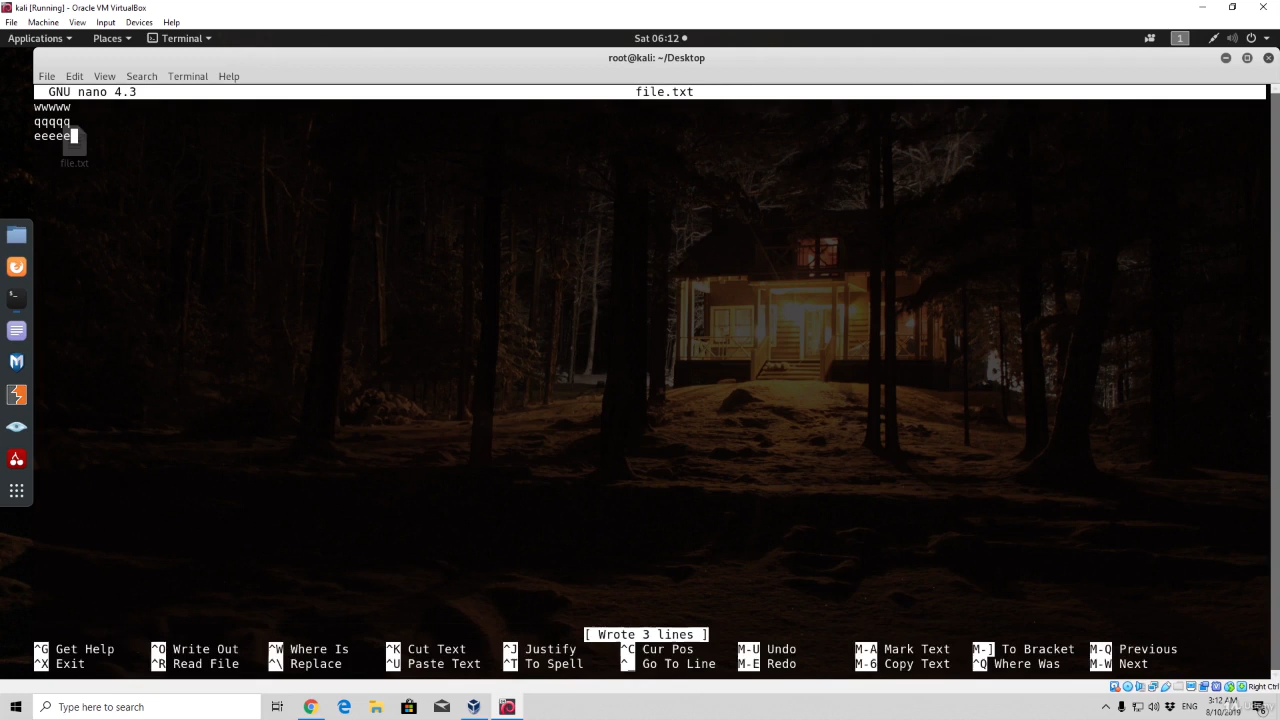 kali [Running] - Oracle VM VirtualBox
File Machine View Input Devices Help
Applications Places Terminal Sat 06:12 1
root@kali: ~/Desktop
File Edit View Search Terminal Help
GNU nano 4.3 file.txt
wwwww
qqqqq
eeeee
file.txt
[ Wrote 3 lines ]
^G Get Help ^O Write Out ^W Where Is ^K Cut Text ^J Justify ^C Cur Pos M-U Undo M-A Mark Text M-] To Bracket M-Q Previous
^X Exit ^R Read File ^\ Replace ^U Paste Text ^T To Spell ^_ Go To Line M-E Redo M-6 Copy Text ^Q Where Was M-W Next
Right Ctrl
Type here to search ENG 3:12 AM
8/10/2019